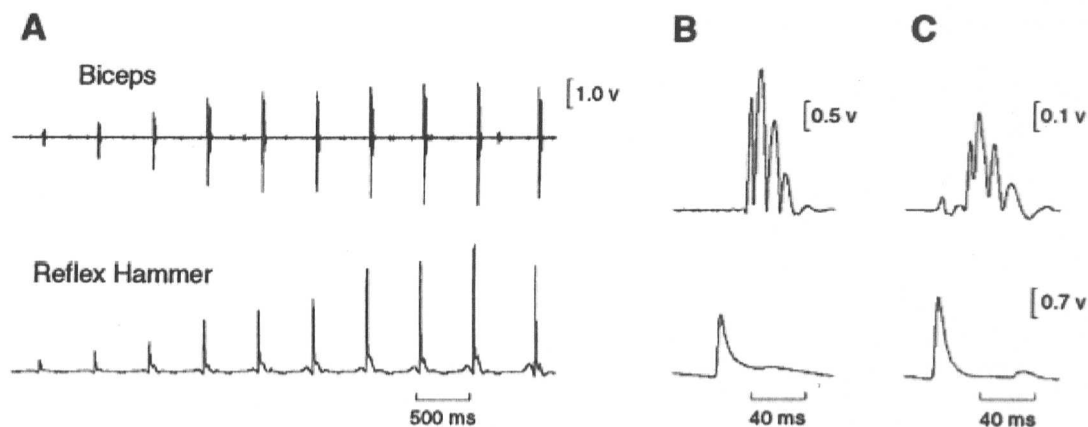 A
B
C
Biceps
1.0 v
0.5 v
0.1 v
Reflex Hammer
0.7 v
500 ms
40 ms
40 ms